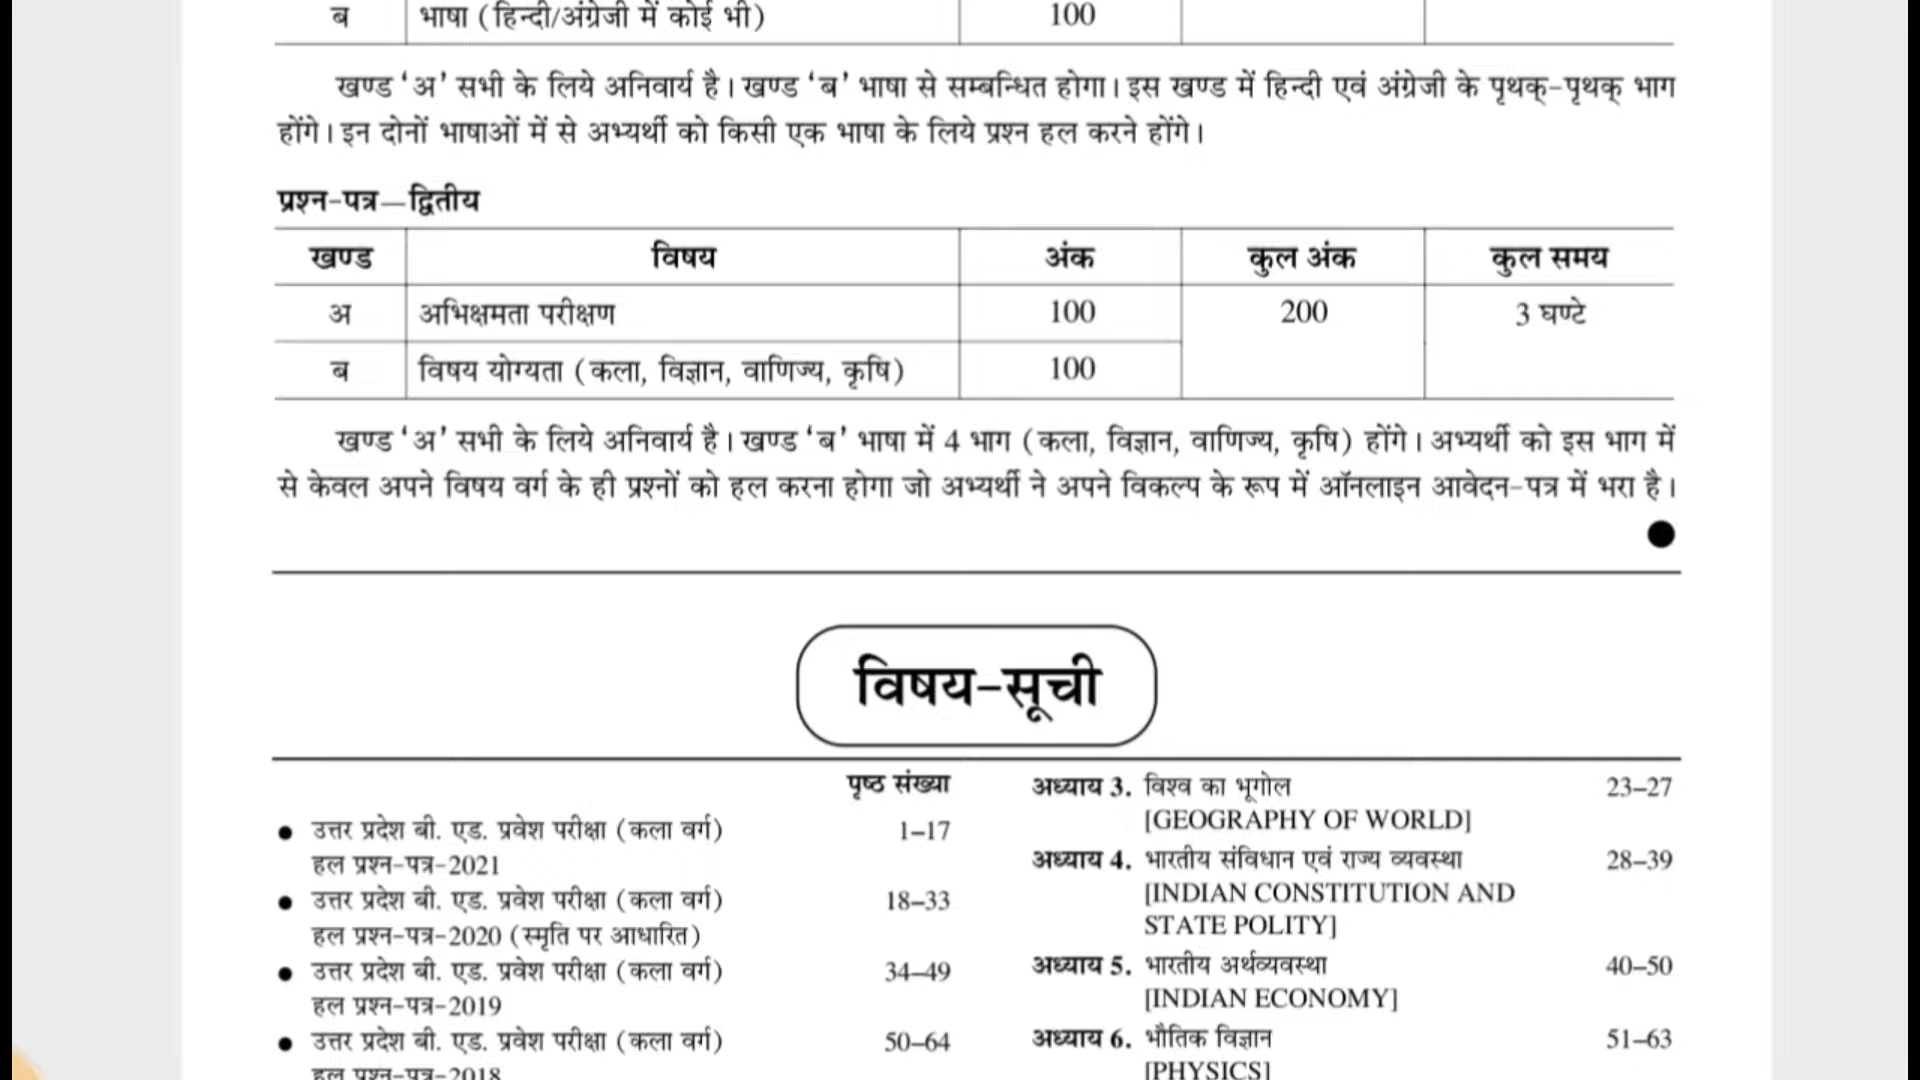 ब भाषा (हिन्दी/अंग्रेजी में कोई भी) 100
खण्ड ‘अ’ सभी के लिये अनिवार्य है। खण्ड ‘ब’ भाषा से सम्बन्धित होगा। इस खण्ड में हिन्दी एवं अंग्रेजी के पृथक्-पृथक् भाग
होंगे। इन दोनों भाषाओं में से अभ्यर्थी को किसी एक भाषा के लिये प्रश्न हल करने होंगे।
प्रश्न-पत्र—द्वितीय
खण्ड विषय अंक कुल अंक कुल समय
अ अभिक्षमता परीक्षण 100 200 3 घण्टे
ब विषय योग्यता (कला, विज्ञान, वाणिज्य, कृषि) 100
खण्ड ‘अ’ सभी के लिये अनिवार्य है। खण्ड ‘ब’ भाषा में 4 भाग (कला, विज्ञान, वाणिज्य, कृषि) होंगे। अभ्यर्थी को इस भाग में
से केवल अपने विषय वर्ग के ही प्रश्नों को हल करना होगा जो अभ्यर्थी ने अपने विकल्प के रूप में ऑनलाइन आवेदन-पत्र में भरा है।
विषय-सूची
पृष्ठ संख्या
● उत्तर प्रदेश बी. एड. प्रवेश परीक्षा (कला वर्ग) 1–17
हल प्रश्न-पत्र-2021
● उत्तर प्रदेश बी. एड. प्रवेश परीक्षा (कला वर्ग) 18–33
हल प्रश्न-पत्र-2020 (स्मृति पर आधारित)
● उत्तर प्रदेश बी. एड. प्रवेश परीक्षा (कला वर्ग) 34–49
हल प्रश्न-पत्र-2019
● उत्तर प्रदेश बी. एड. प्रवेश परीक्षा (कला वर्ग) 50–64
हल प्रश्न-पत्र-2018
अध्याय 3. विश्व का भूगोल 23–27
[GEOGRAPHY OF WORLD]
अध्याय 4. भारतीय संविधान एवं राज्य व्यवस्था 28–39
[INDIAN CONSTITUTION AND
STATE POLITY]
अध्याय 5. भारतीय अर्थव्यवस्था 40–50
[INDIAN ECONOMY]
अध्याय 6. भौतिक विज्ञान 51–63
[PHYSICS]